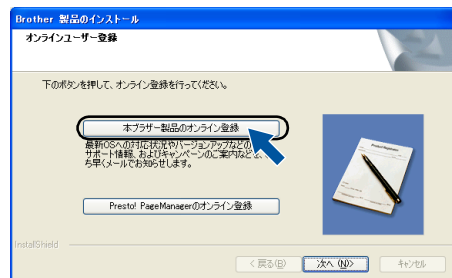 Brother 製品のインストール
オンラインユーザー登録
下のボタンを押して、オンライン登録を行ってください。
本ブラザー製品のオンライン登録
最新OSへの対応状況やバージョンアップなどの
サポート情報、およびキャンペーンのご案内などを、
ち早くメールでお知らせします。
Presto! PageManagerのオンライン登録
InstallShield
< 戻る(B)
次へ (N)>
キャンセル